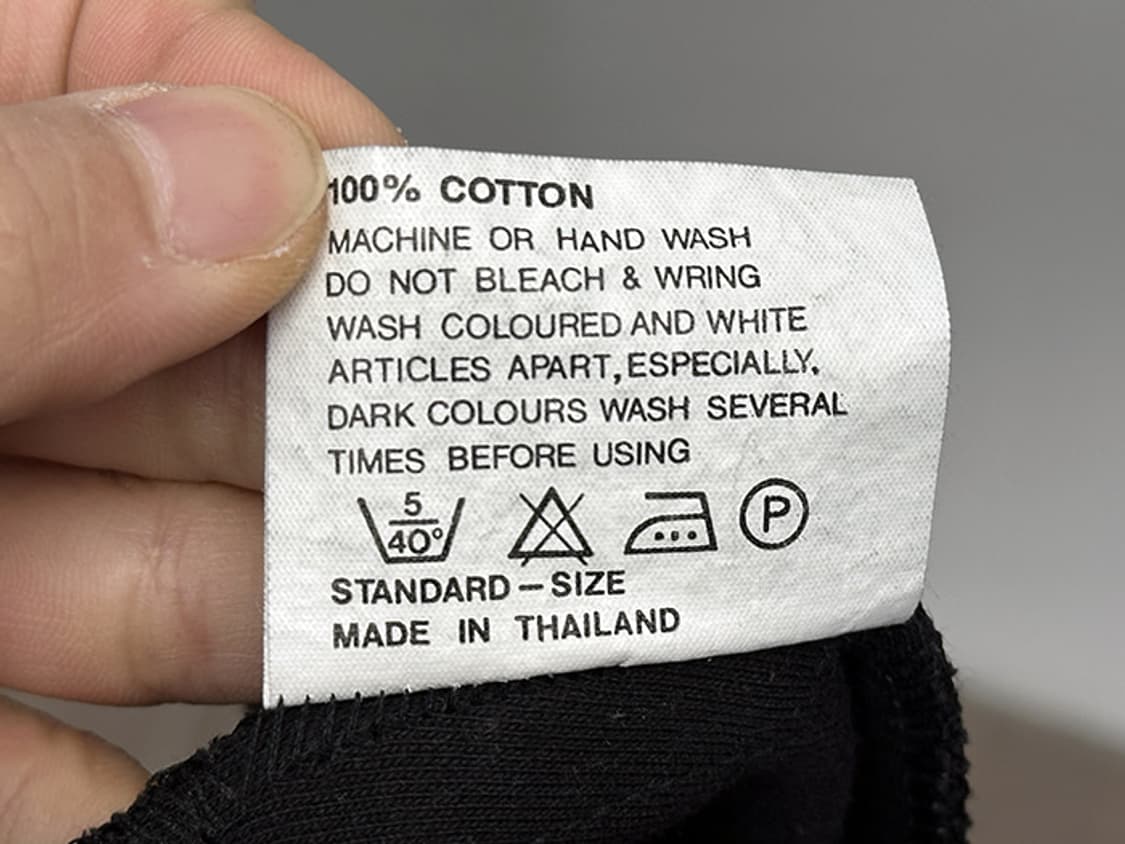 100% COTTON
MACHINE OR HAND WASH
DO NOT BLEACH & WRING
WASH COLOURED AND WHITE
ARTICLES APART, ESPECIALLY.
DARK COLOURS WASH SEVERAL
TIMES BEFORE USING
5
40°
P
STANDARD – SIZE
MADE IN THAILAND